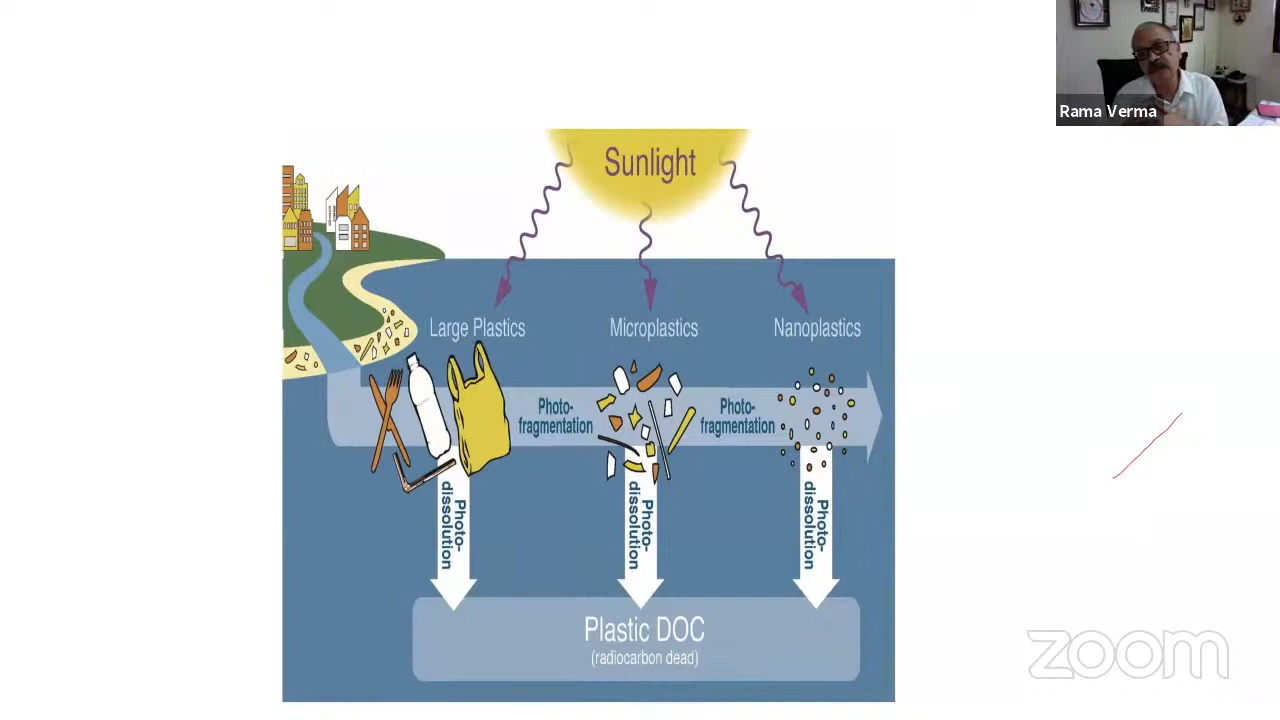 Rama Verma
Sunlight
Large Plastics
Microplastics
Nanoplastics
Photo-
fragmentation
Photo-
fragmentation
Photo-
dissolution
Photo-
dissolution
Photo-
dissolution
Plastic DOC
(radiocarbon dead)
zoom